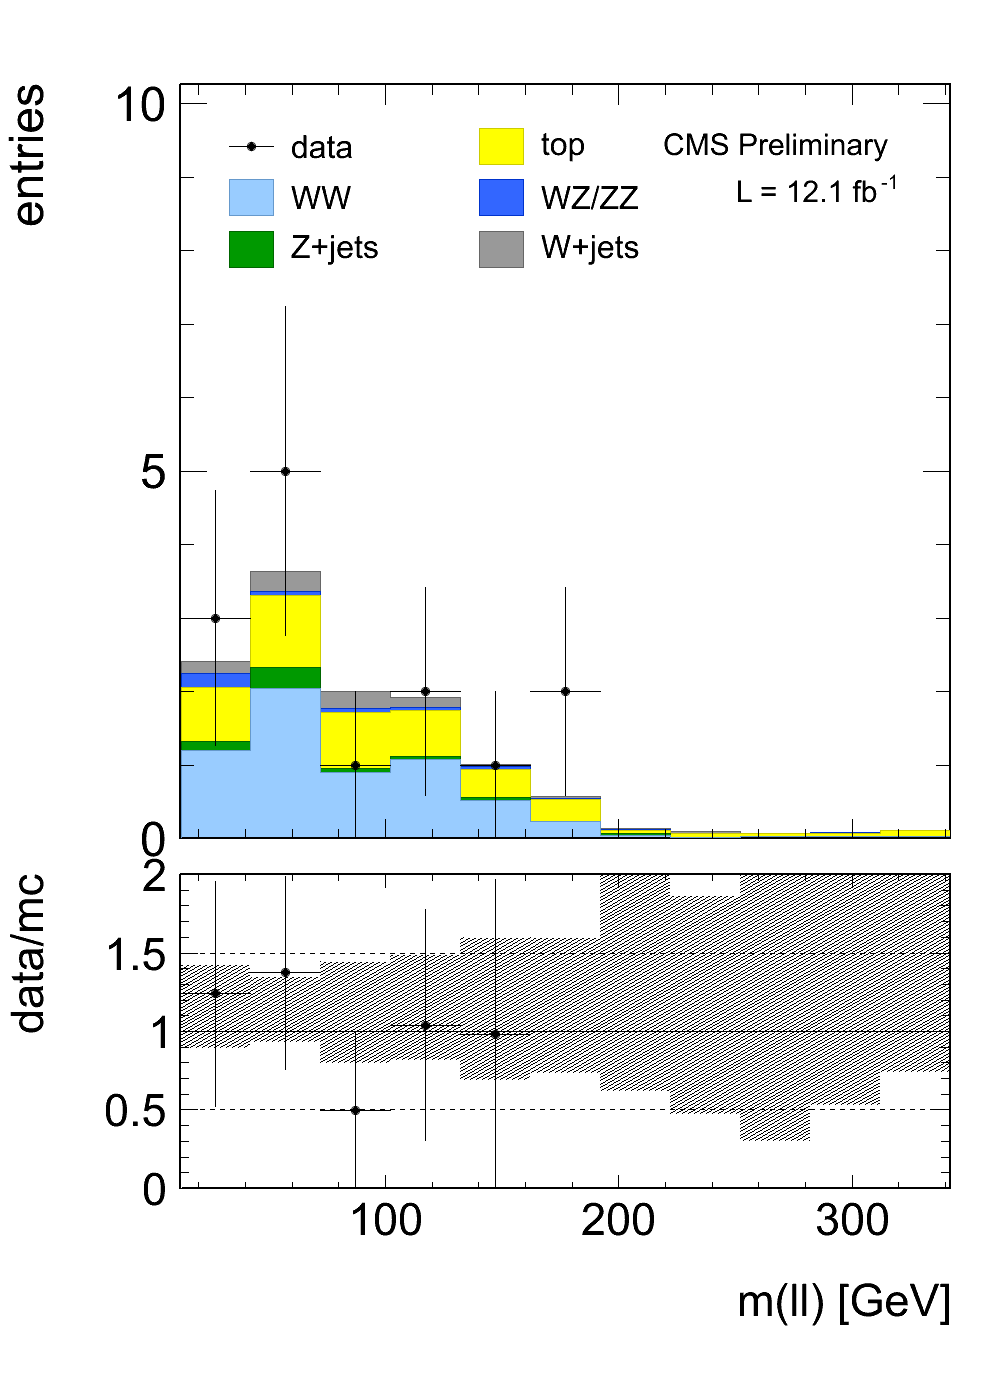 entries
10
5
0
data
top
CMS Preliminary
WW
WZ/ZZ
L = 12.1 fb⁻¹
Z+jets
W+jets
data/mc
2
1.5
1
0.5
0
100
200
300
m(ll) [GeV]